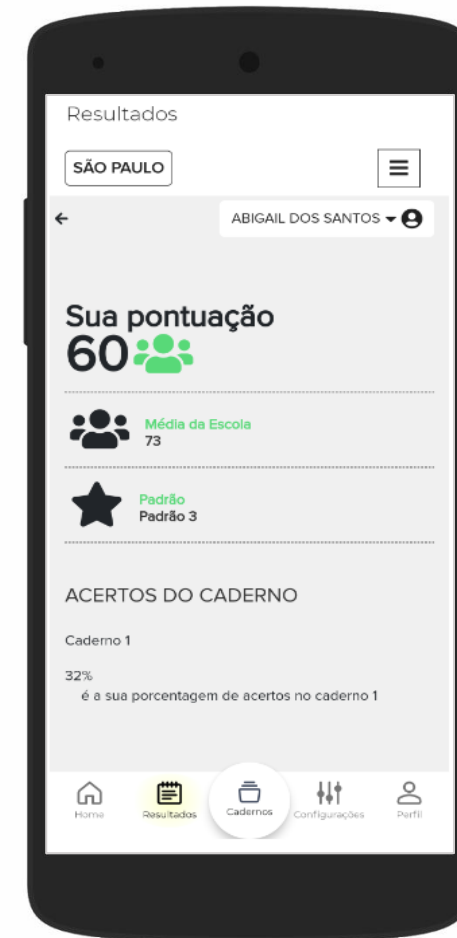 Resultados
SÃO PAULO
ABIGAIL DOS SANTOS
Sua pontuação
60
Média da Escola
73
Padrão
Padrão 3
ACERTOS DO CADERNO
Caderno 1
32%
é a sua porcentagem de acertos no caderno 1
Home Resultados Cadernos Configurações Perfil